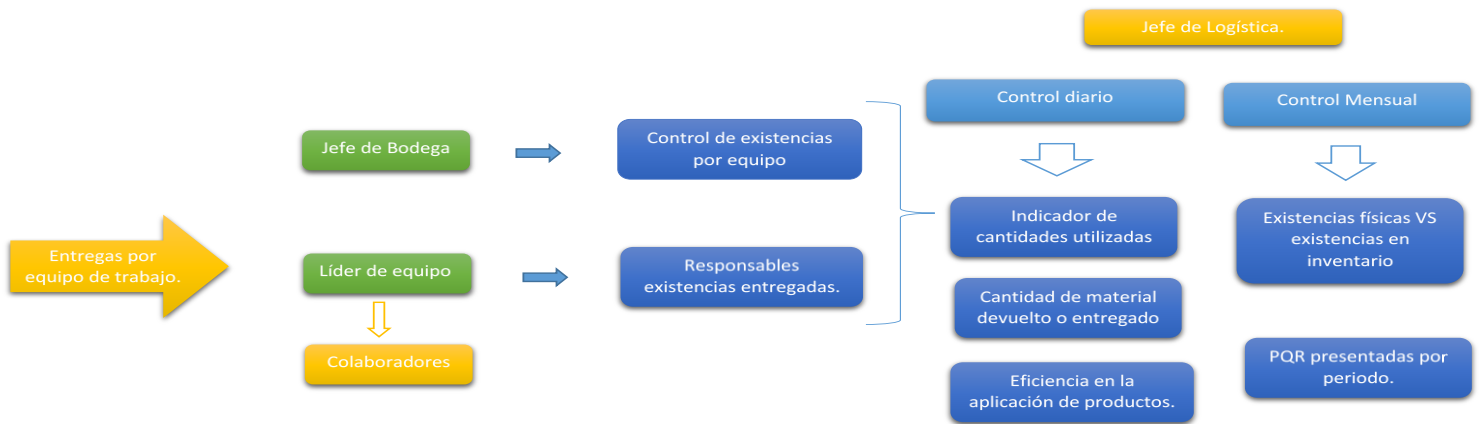 Jefe de Logística.
Control diario
Control Mensual
Jefe de Bodega
Control de existencias
por equipo
Entregas por
equipo de trabajo.
Líder de equipo
Responsables
existencias entregadas.
Colaboradores
Indicador de
cantidades utilizadas
Cantidad de material
devuelto o entregado
Eficiencia en la
aplicación de productos.
Existencias físicas VS
existencias en
inventario
PQR presentadas por
periodo.